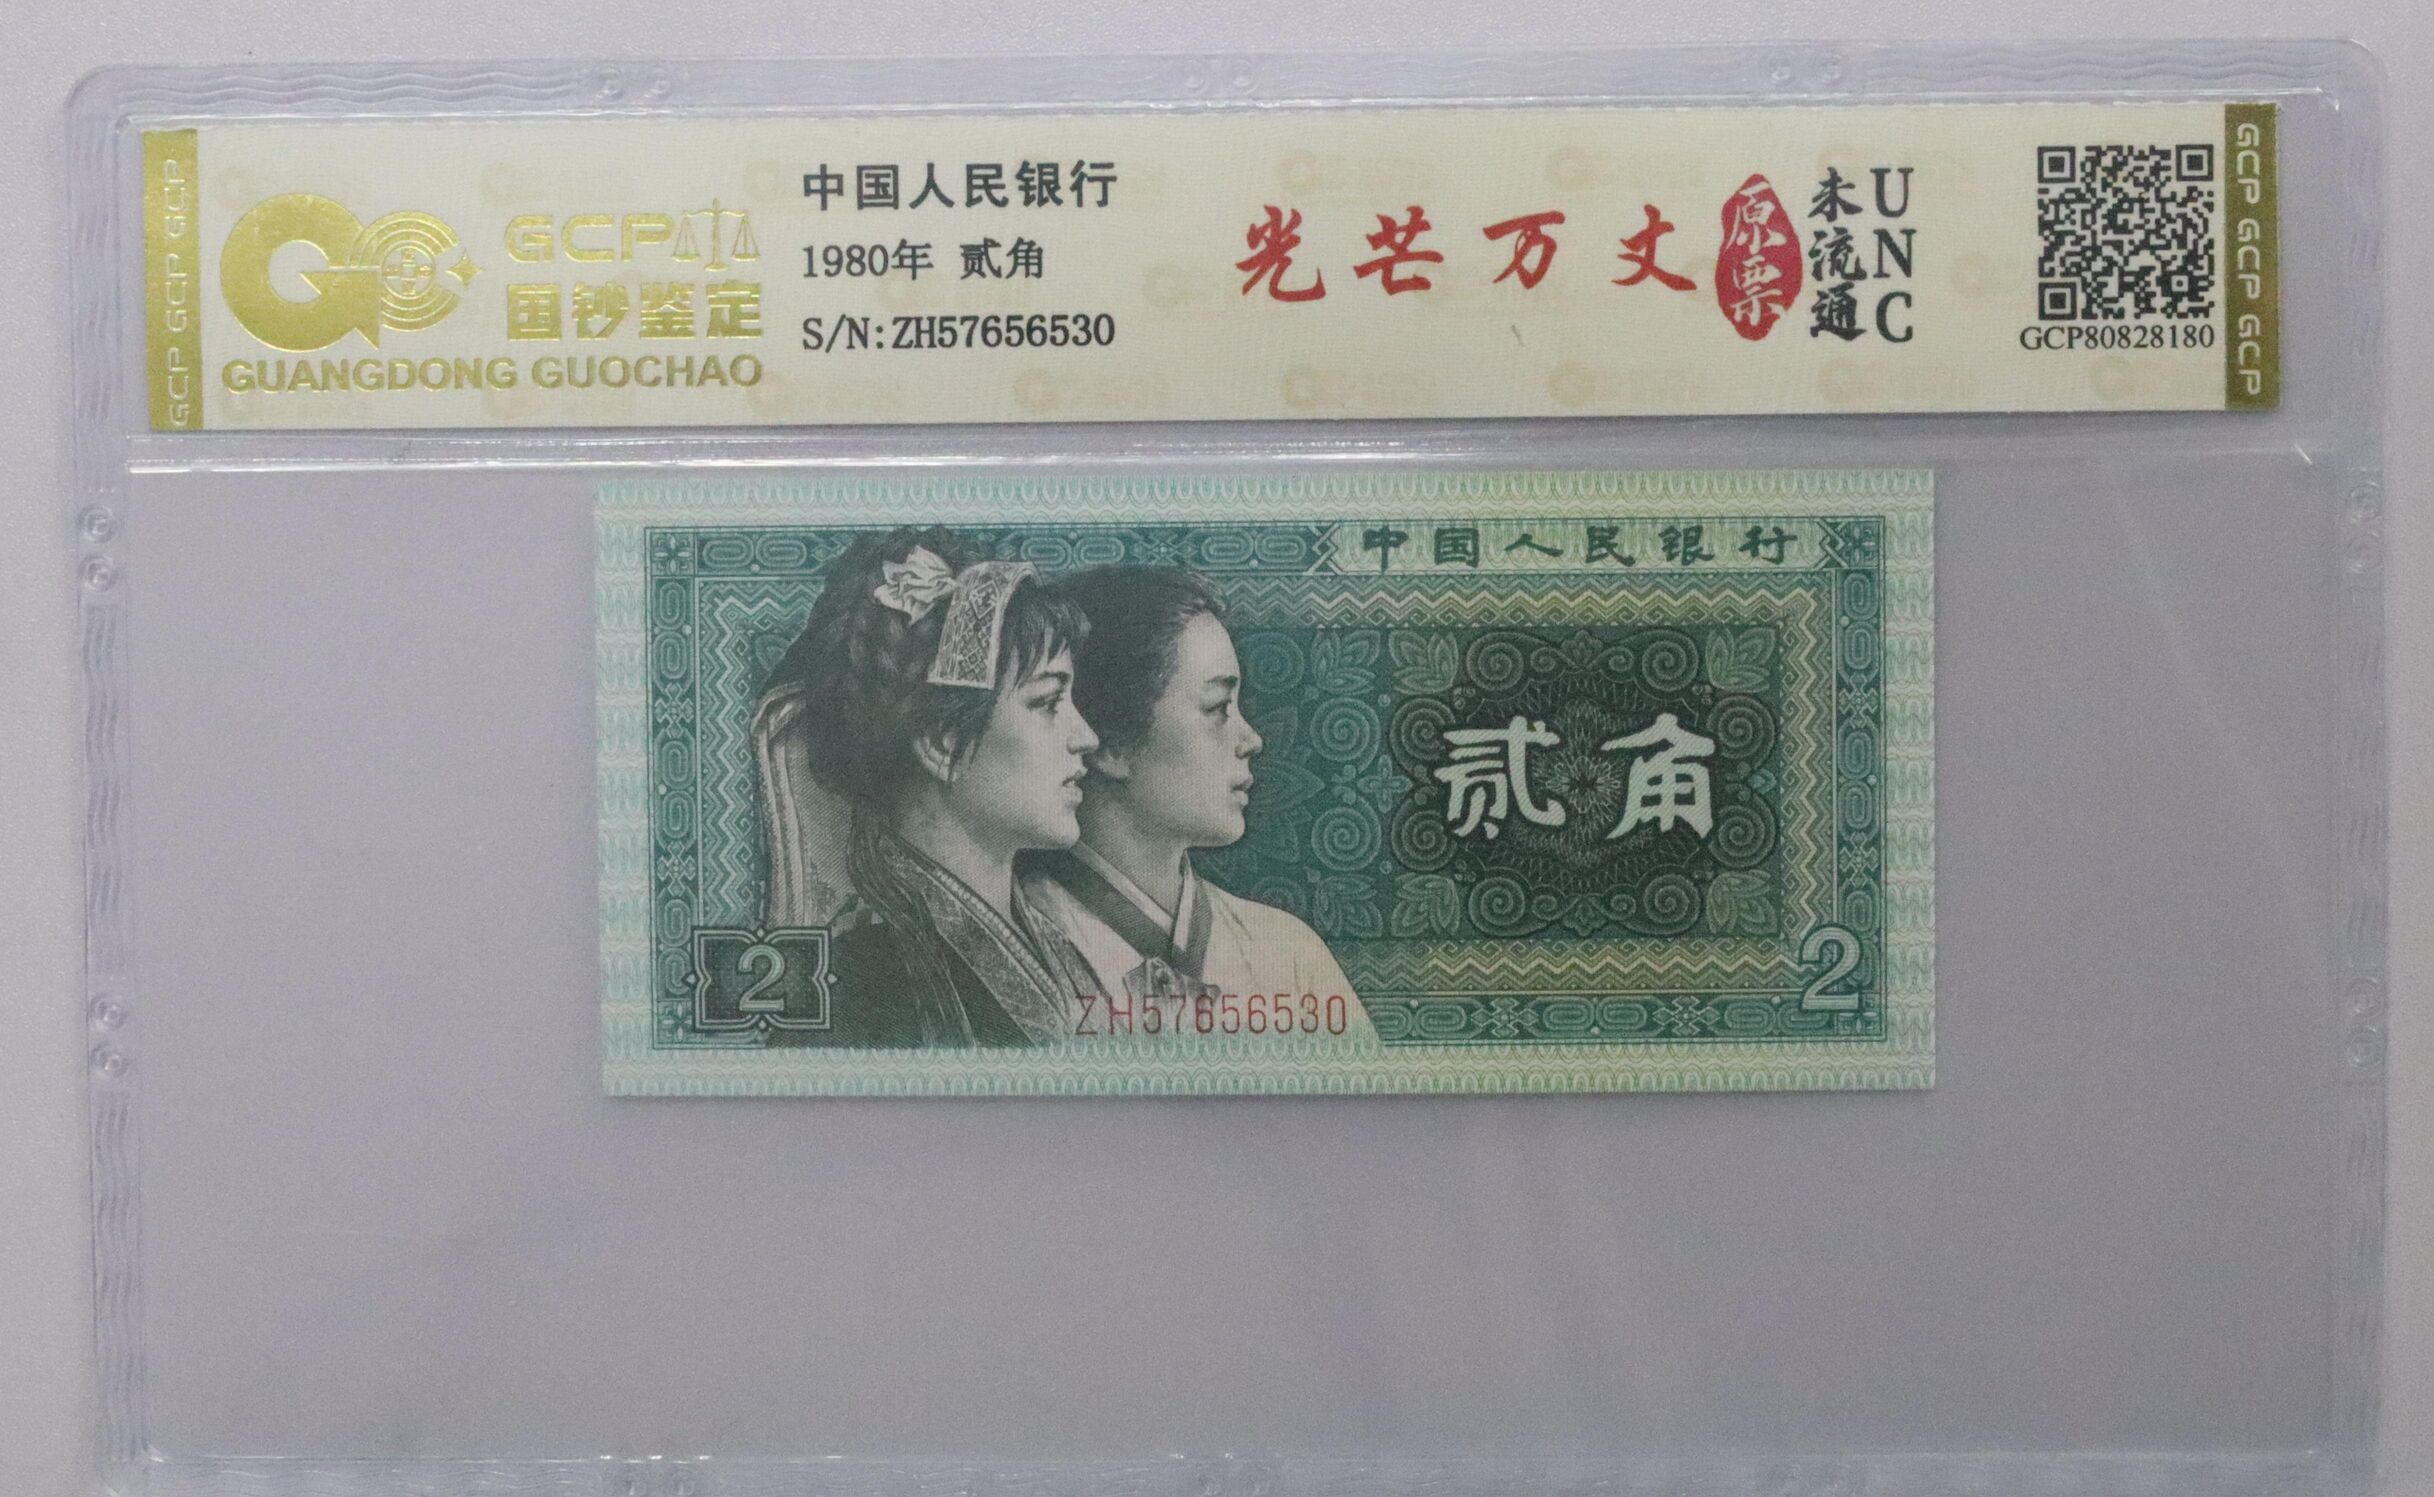 GCP GCP GCP GCP
GCP
国钞鉴定
GUANGDONG GUOCHAO
中国人民银行
1980年 贰角
S/N:ZH57656530
光芒万丈
原票
未流通
UNC
GCP80828180
GCP GCP GCP GCP
中国人民银行
贰角
2
2
ZH57656530